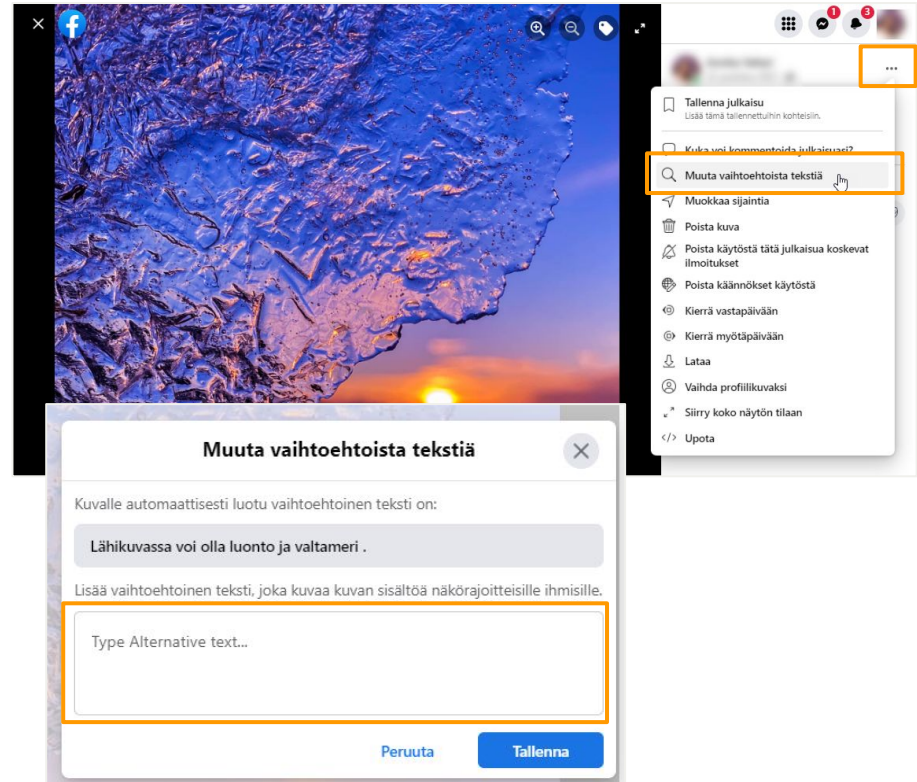 1
3
Tallenna julkaisu
Lisää tämä tallennettuihin kohteisiin.
Kuka voi kommentoida julkaisuasi?
Muuta vaihtoehtoista tekstiä
Muokkaa sijaintia
Poista kuva
Poista käytöstä tätä julkaisua koskevat
ilmoitukset
Poista käännökset käytöstä
Kierrä vastapäivään
Kierrä myötäpäivään
Lataa
Vaihda profiilikuvaksi
Siirry koko näytön tilaan
Upota
Muuta vaihtoehtoista tekstiä
Kuvalle automaattisesti luotu vaihtoehtoinen teksti on:
Lähikuvassa voi olla luonto ja valtameri .
Lisää vaihtoehtoinen teksti, joka kuvaa kuvan sisältöä näkörajoitteisille ihmisille.
Type Alternative text...
Peruuta
Tallenna